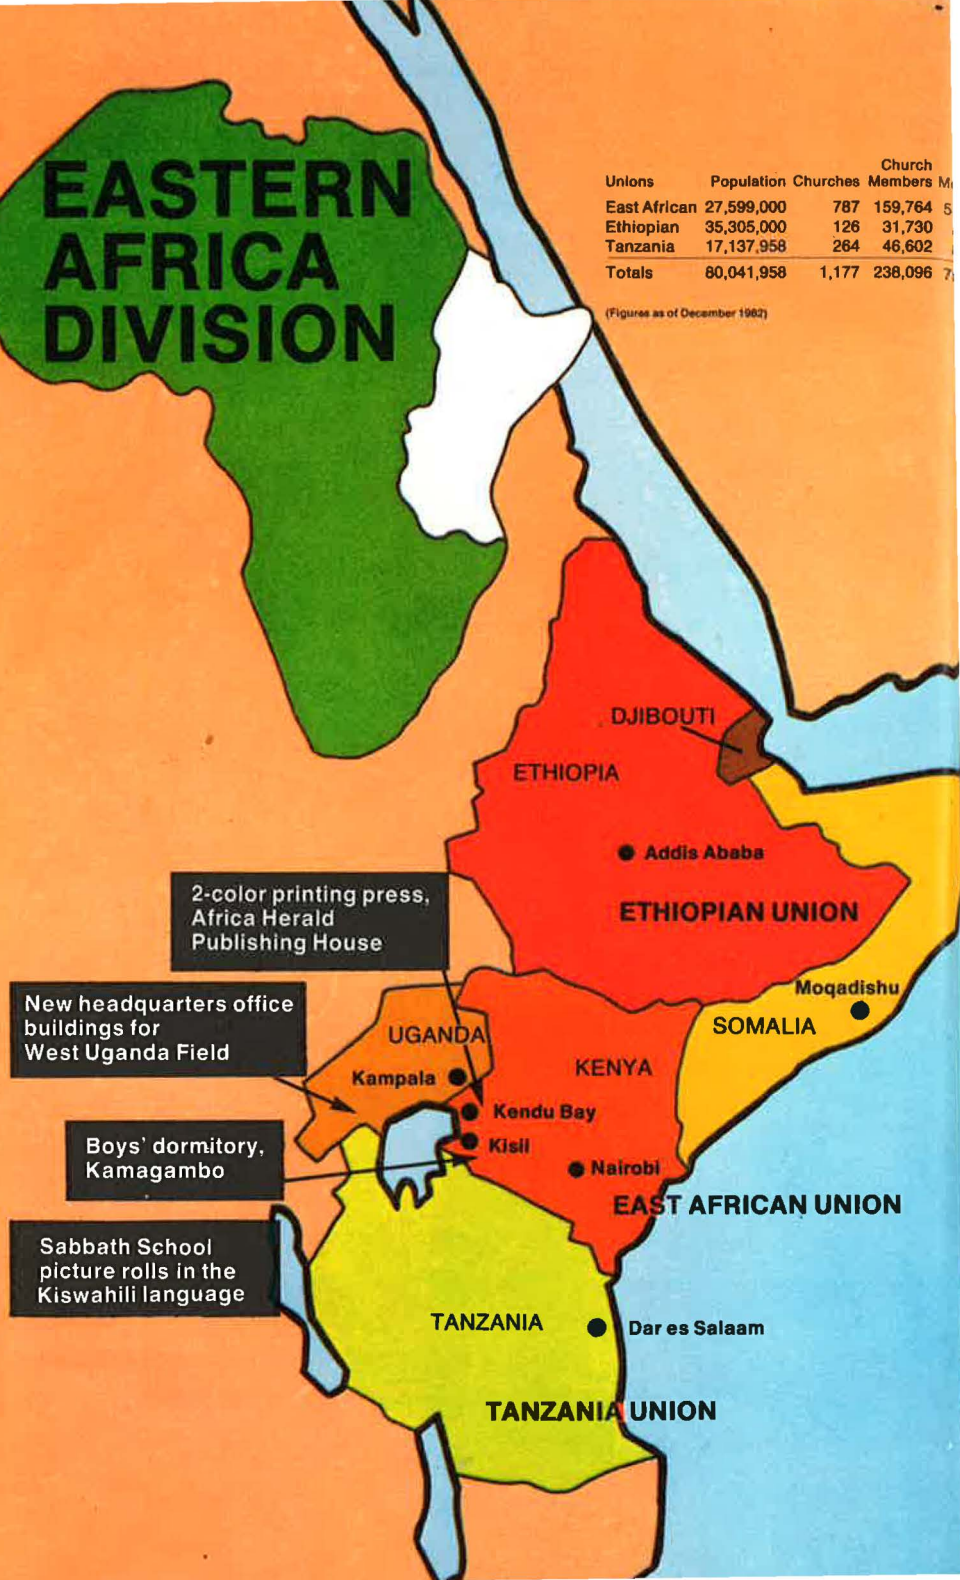 EASTERN
AFRICA
DIVISION
Church
Unions Population Churches Members
East African 27,599,000 787 159,764 5
Ethiopian 35,305,000 126 31,730
Tanzania 17,137,958 264 46,602
Totals 80,041,958 1,177 238,096 7
(Figures as of December 1982)
DJIBOUTI
ETHIOPIA
Addis Ababa
ETHIOPIAN UNION
2-color printing press,
Africa Herald
Publishing House
New headquarters office
buildings for
West Uganda Field
Moqadishu
SOMALIA
UGANDA
KENYA
Kampala
Kendu Bay
Kisii
Boys' dormitory,
Kamagambo
Nairobi
EAST AFRICAN UNION
Sabbath School
picture rolls in the
Kiswahili language
TANZANIA
Dar es Salaam
TANZANIA UNION